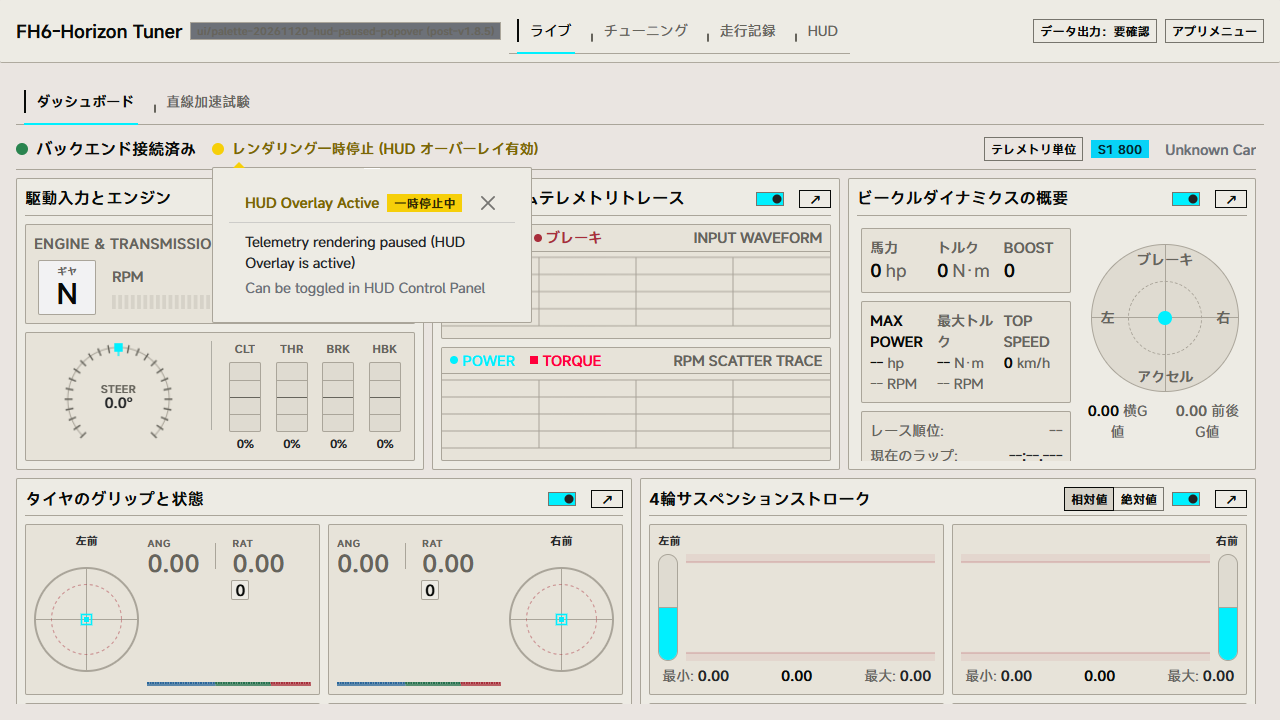 FH6-Horizon Tuner
ui/palette-20261120-hud-paused-popover (post-v1.8.5)
ライブ
チューニング
走行記録
HUD
データ出力: 要確認
アプリメニュー
ダッシュボード
直線加速試験
バックエンド接続済み
レンダリング一時停止 (HUD オーバーレイ有効)
テレメトリ単位
S1 800
Unknown Car
HUD Overlay Active
一時停止中
Telemetry rendering paused (HUD
Overlay is active)
Can be toggled in HUD Control Panel
駆動入力とエンジン
ENGINE & TRANSMISSIO
ギヤ
N
RPM
STEER
0.0°
CLT
THR
BRK
HBK
0%
0%
0%
0%
テレメトリトレース
ブレーキ
INPUT WAVEFORM
POWER
TORQUE
RPM SCATTER TRACE
ビークルダイナミクスの概要
馬力
トルク
BOOST
0 hp
0 N·m
0
MAX
POWER
最大トル
ク
TOP
SPEED
-- hp
-- N·m
0 km/h
-- RPM
-- RPM
レース順位:
--
現在のラップ:
--:--.---
ブレーキ
左
右
アクセル
0.00 横G
値
0.00 前後
G値
タイヤのグリップと状態
左前
ANG
0.00
RAT
0.00
0
ANG
0.00
RAT
0.00
0
右前
4輪サスペンションストローク
相対値
絶対値
左前
最小: 0.00
0.00
最大: 0.00
右前
最小: 0.00
0.00
最大: 0.00